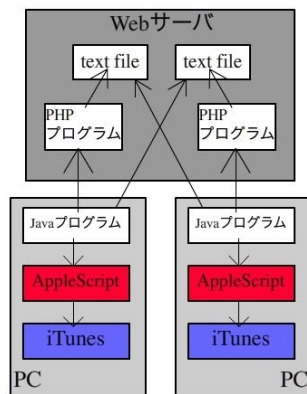 Webサーバ
text file text file
PHP
プログラム
PHP
プログラム
Javaプログラム Javaプログラム
AppleScript AppleScript
iTunes iTunes
PC PC